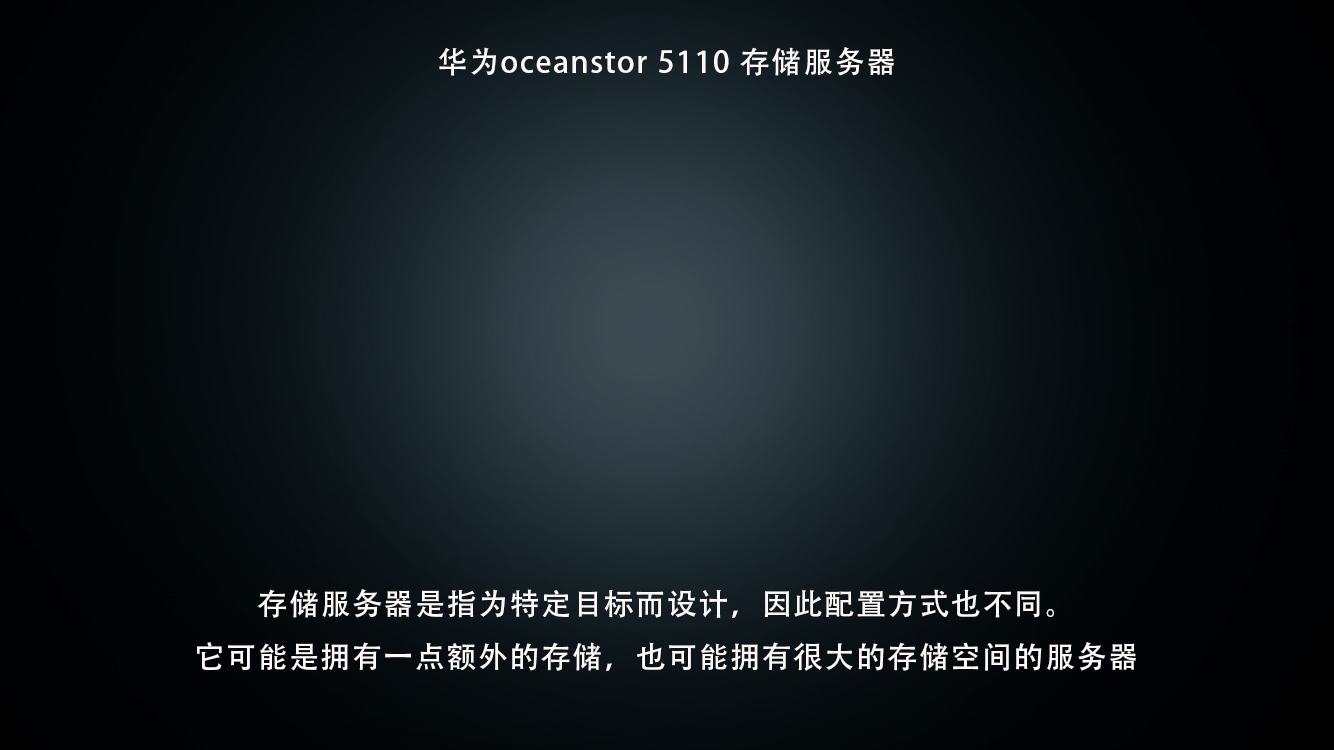 华为oceanstor 5110 存储服务器
存储服务器是指为特定目标而设计，因此配置方式也不同。
它可能是拥有一点额外的存储，也可能拥有很大的存储空间的服务器